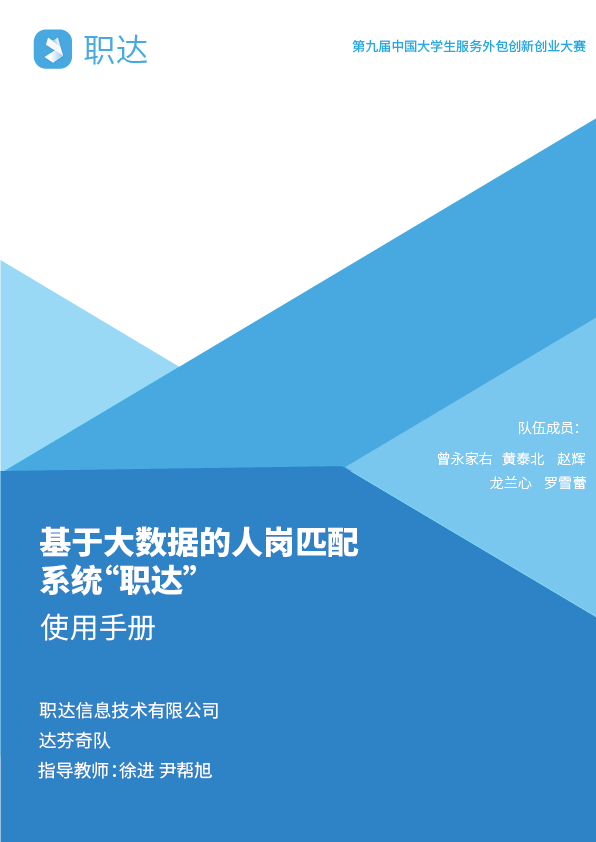 职达
第九届中国大学生服务外包创新创业大赛
队伍成员：
曾永家右 黄泰北 赵辉
龙兰心 罗雪蕾
基于大数据的人岗匹配
系统“职达”
使用手册
职达信息技术有限公司
达芬奇队
指导教师：徐进 尹帮旭